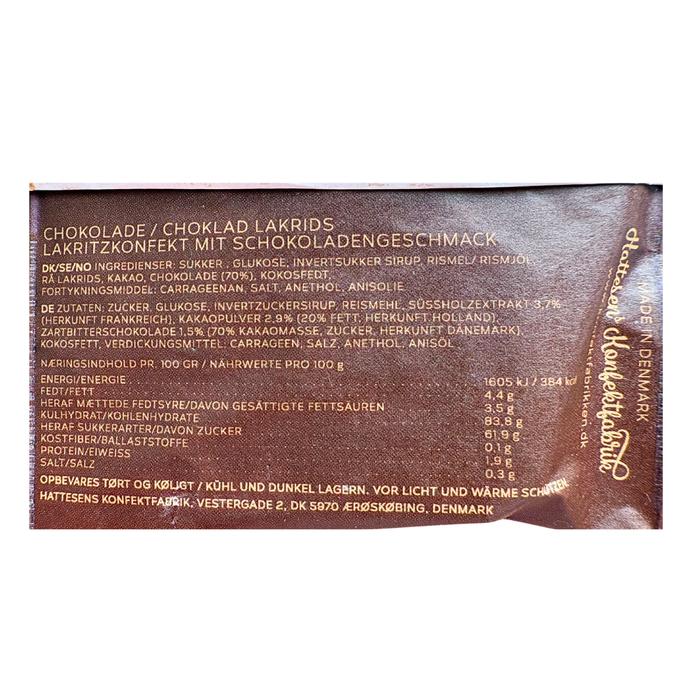 CHOKOLADE / CHOKLAD LAKRIDS
LAKRITZKONFEKT MIT SCHOKOLADENGESCHMACK
DK/SE/NO INGREDIENSER: SUKKER , GLUKOSE, INVERTSUKKER SIRUP, RISMEL/ RISMJÖL,
RÅ LAKRIDS, KAKAO, CHOKOLADE (70%), KOKOSFEDT.
FORTYKNINGSMIDDEL: CARRAGEENAN, SALT, ANETHOL, ANISOLIE
DE ZUTATEN: ZUCKER, GLUKOSE, INVERTZUCKERSIRUP, REISMEHL, SÜSSHOLZEXTRAKT 3,7%
(HERKUNFT FRANKREICH), KAKAOPULVER 2,9% (20% FETT, HERKUNFT HOLLAND),
ZARTBITTERSCHOKOLADE 1,5% (70% KAKAOMASSE, ZUCKER, HERKUNFT DÄNEMARK),
KOKOSFETT, VERDICKUNGSMITTEL: CARRAGEEN, SALZ, ANETHOL, ANISÖL
NÆRINGSINDHOLD PR. 100 GR / NÄHRWERTE PRO 100 g
ENERGI/ENERGIE 1605 kJ / 384 kcl
FEDT/FETT 4,4 g
HERAF MÆTTEDE FEDTSYRE/DAVON GESÄTTIGTE FETTSÄUREN 3,5 g
KULHYDRAT/KOHLENHYDRATE 83,8 g
HERAF SUKKERARTER/DAVON ZUCKER 61,9 g
KOSTFIBER/BALLASTSTOFFE 0,1 g
PROTEIN/EIWEISS 1,9 g
SALT/SALZ 0,3 g
OPBEVARES TØRT OG KØLIGT / KÜHL UND DUNKEL LAGERN. VOR LICHT UND WÄRME SCHÜTZEN.
HATTESENS KONFEKTFABRIK, VESTERGADE 2, DK 5970 ÆRØSKØBING, DENMARK
MADE IN DENMARK
Hattesens Konfektfabrik